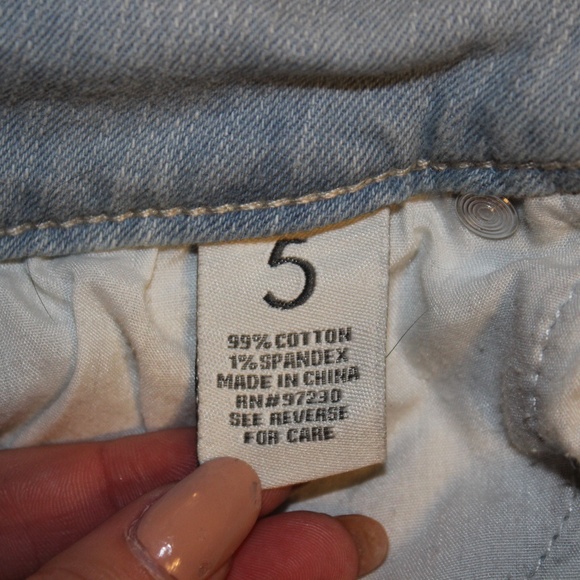 5
99% COTTON
1% SPANDEX
MADE IN CHINA
RN#97230
SEE REVERSE
FOR CARE